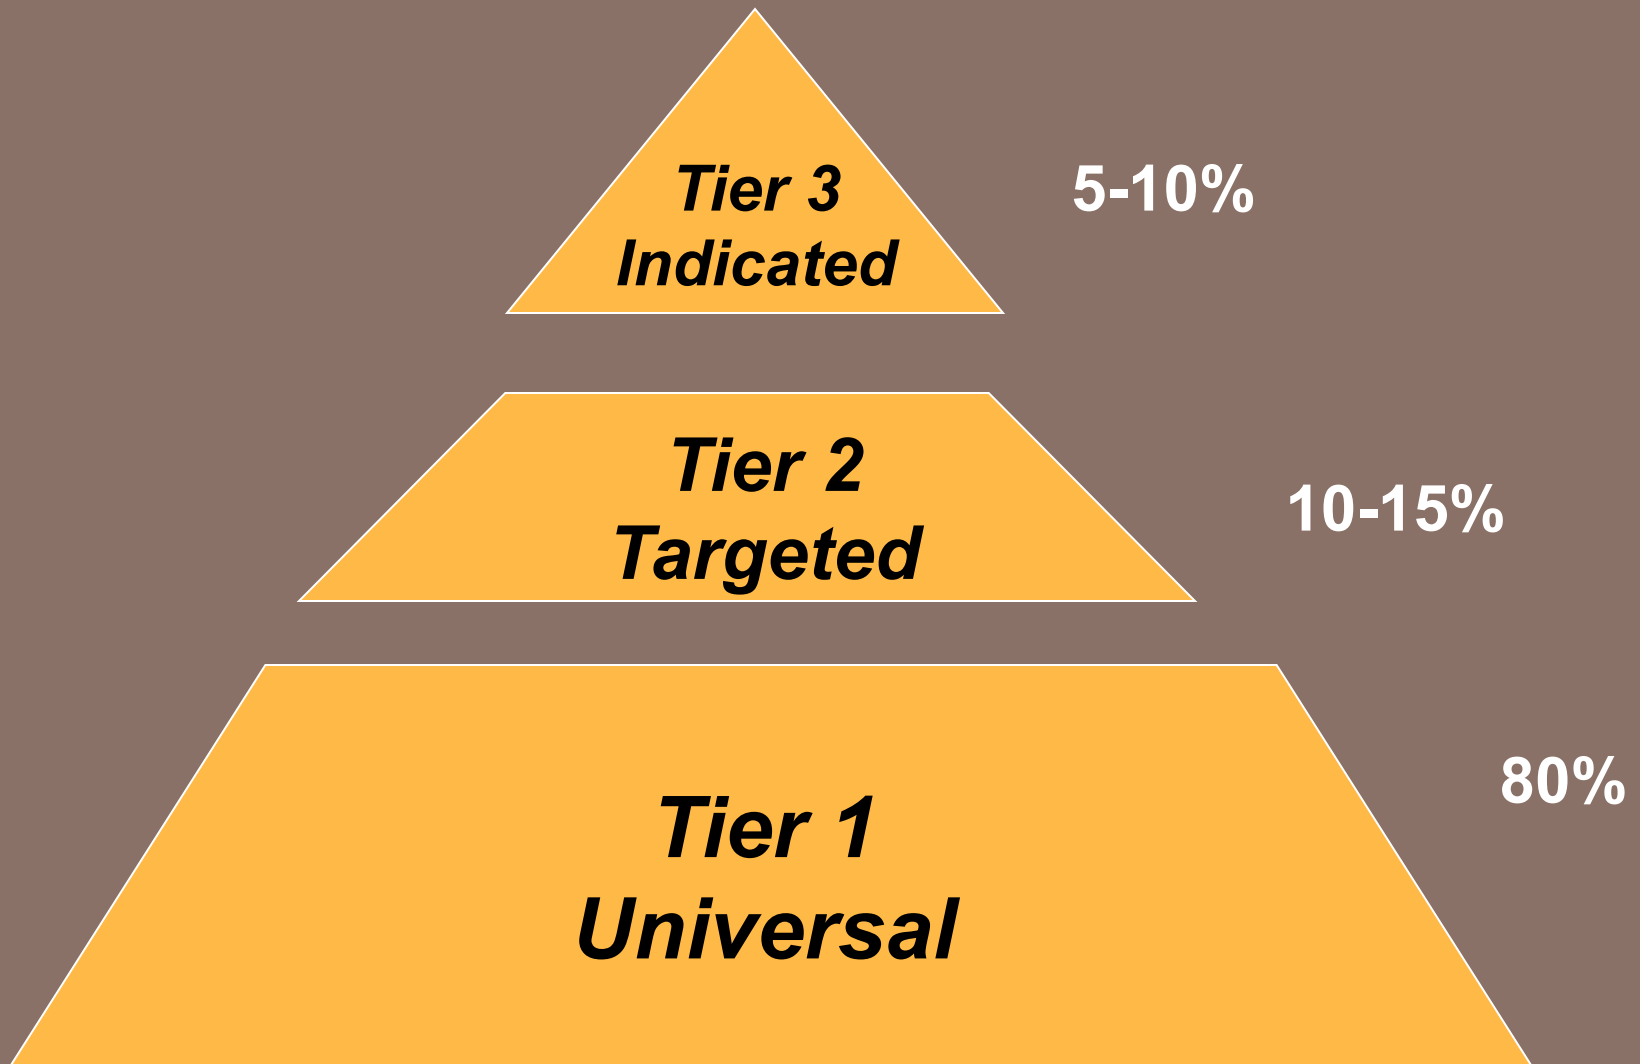 Tier 3
Indicated
5-10%
Tier 2
Targeted
10-15%
Tier 1
Universal
80%